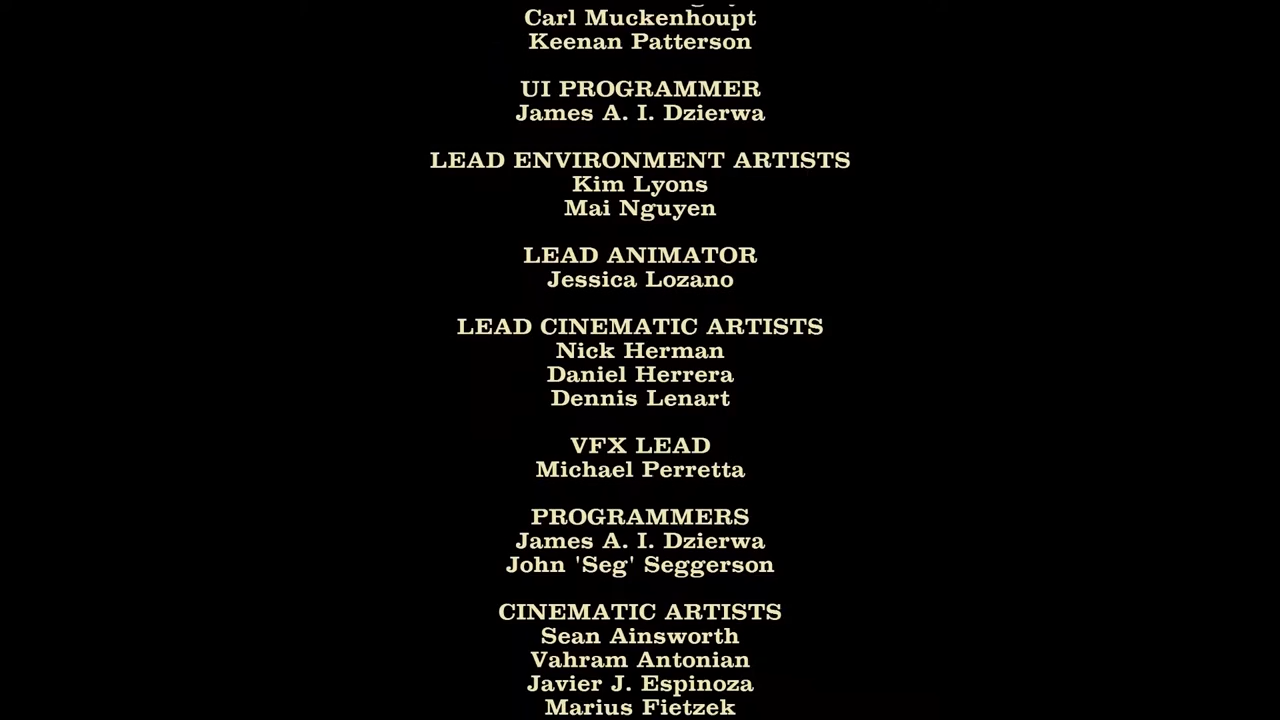 Carl Muckenhoupt
Keenan Patterson
UI PROGRAMMER
James A. I. Dzierwa
LEAD ENVIRONMENT ARTISTS
Kim Lyons
Mai Nguyen
LEAD ANIMATOR
Jessica Lozano
LEAD CINEMATIC ARTISTS
Nick Herman
Daniel Herrera
Dennis Lenart
VFX LEAD
Michael Perretta
PROGRAMMERS
James A. I. Dzierwa
John 'Seg' Seggerson
CINEMATIC ARTISTS
Sean Ainsworth
Vahram Antonian
Javier J. Espinoza
Marius Fietzek